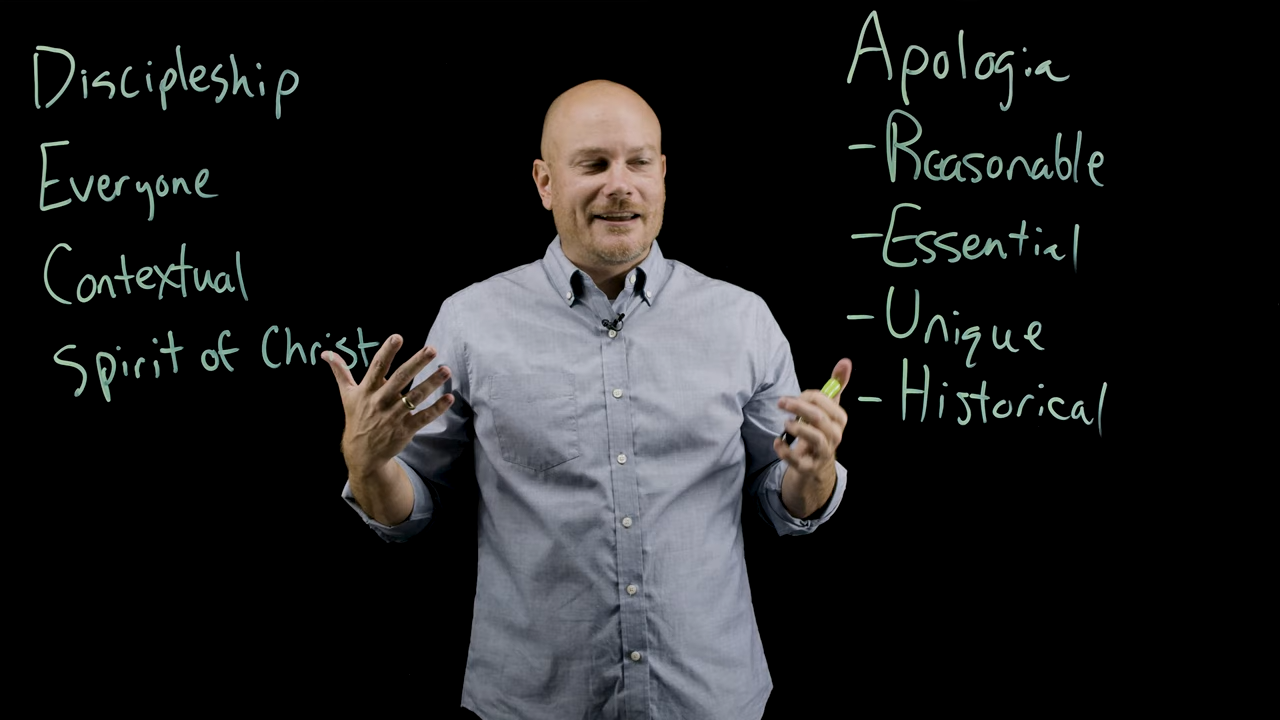 Discipleship
Everyone
Contextual
Spirit of Christ
Apologia
-Reasonable
-Essential
-Unique
- Historical